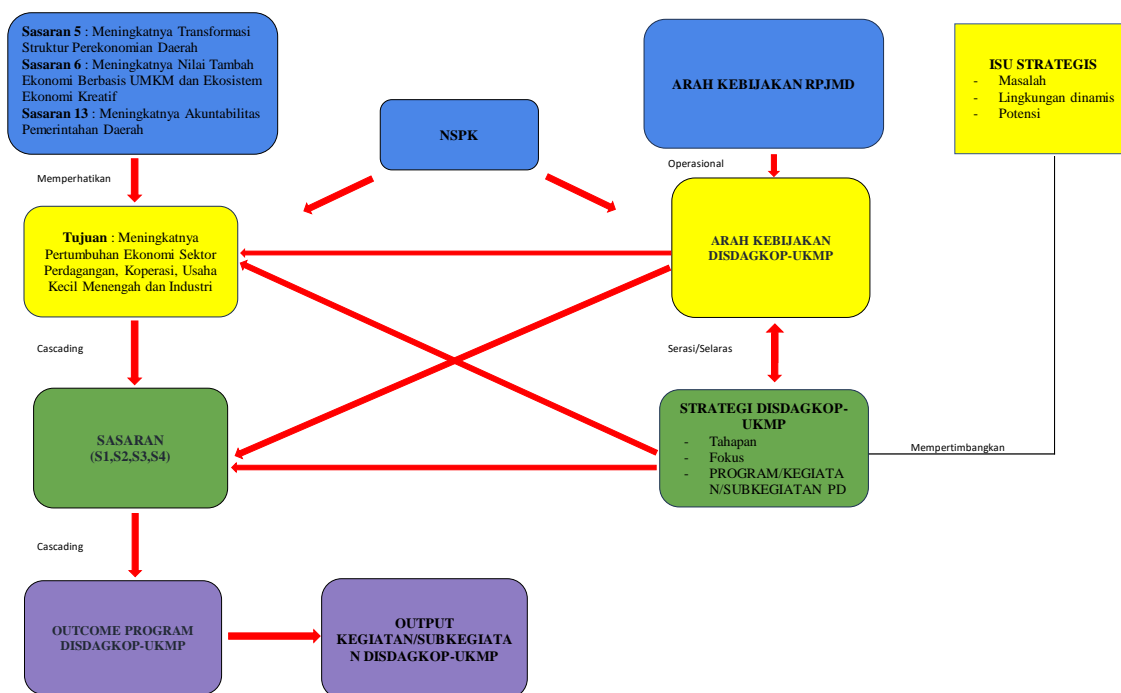 Sasaran 5 : Meningkatnya Transformasi
Struktur Perekonomian Daerah
Sasaran 6 : Meningkatnya Nilai Tambah
Ekonomi Berbasis UMKM dan Ekosistem
Ekonomi Kreatif
Sasaran 13 : Meningkatnya Akuntabilitas
Pemerintahan Daerah
NSPK
ARAH KEBIJAKAN RPJMD
ISU STRATEGIS
- Masalah
- Lingkungan dinamis
- Potensi
Memperhatikan
Operasional
Tujuan : Meningkatnya
Pertumbuhan Ekonomi Sektor
Perdagangan, Koperasi, Usaha
Kecil Menengah dan Industri
ARAH KEBIJAKAN
DISDAGKOP-UKMP
Cascading
Serasi/Selaras
SASARAN
(S1,S2,S3,S4)
STRATEGI DISDAGKOP-
UKMP
- Tahapan
- Fokus
- PROGRAM/KEGIATA
N/SUBKEGIATAN PD
Mempertimbangkan
Cascading
OUTCOME PROGRAM
DISDAGKOP-UKMP
OUTPUT
KEGIATAN/SUBKEGIATA
N DISDAGKOP-UKMP